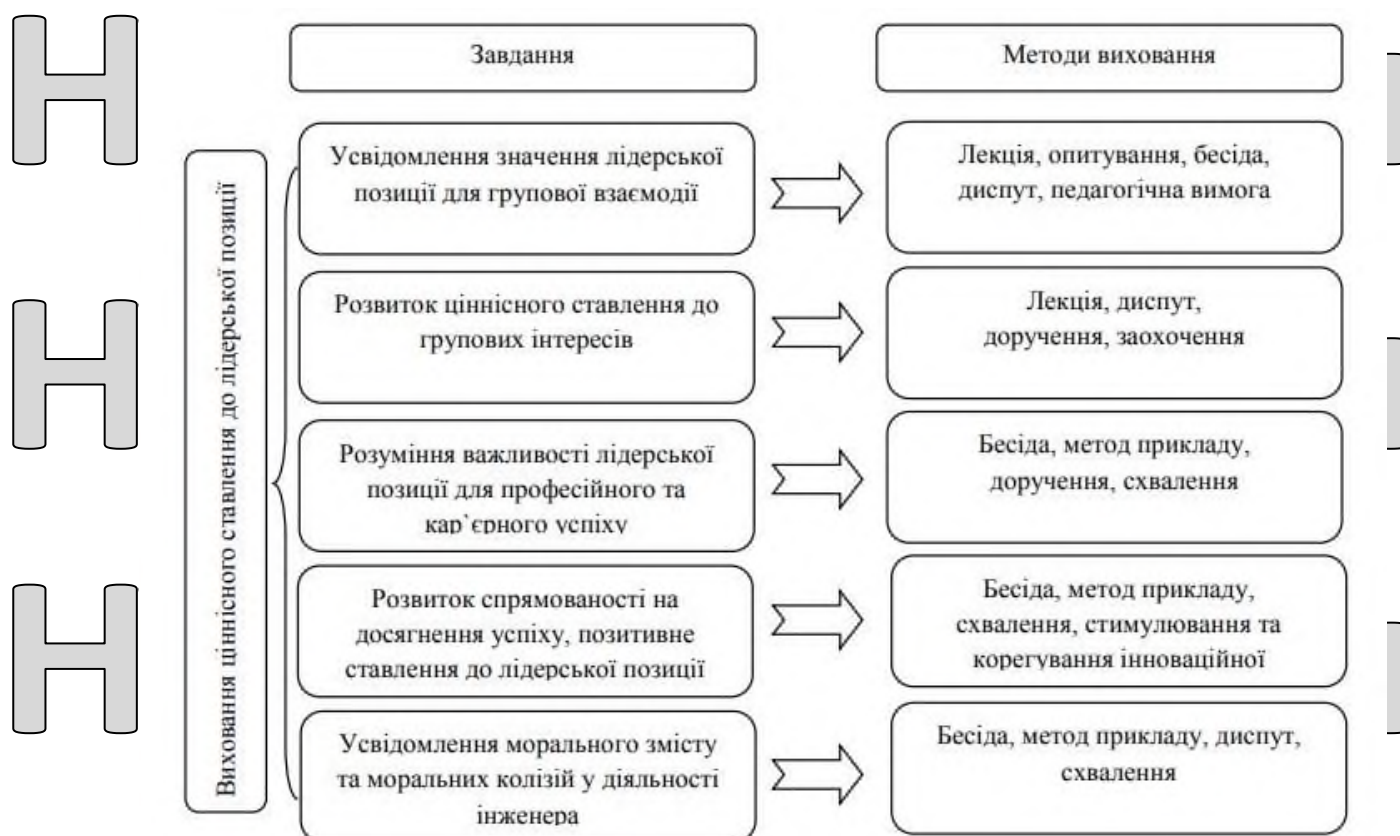 Н
Н
Н
Виховання ціннісного ставлення до лідерської позиції
Завдання
Методи виховання
Усвідомлення значення лідерської
позиції для групової взаємодії
Лекція, опитування, бесіда,
диспут, педагогічна вимога
Розвиток ціннісного ставлення до
групових інтересів
Лекція, диспут,
доручення, заохочення
Розуміння важливості лідерської
позиції для професійного та
кар`єрного успіху
Бесіда, метод прикладу,
доручення, схвалення
Розвиток спрямованості на
досягнення успіху, позитивне
ставлення до лідерської позиції
Бесіда, метод прикладу,
схвалення, стимулювання та
корегування інноваційної
Усвідомлення морального змісту
та моральних колізій у діяльності
інженера
Бесіда, метод прикладу, диспут,
схвалення